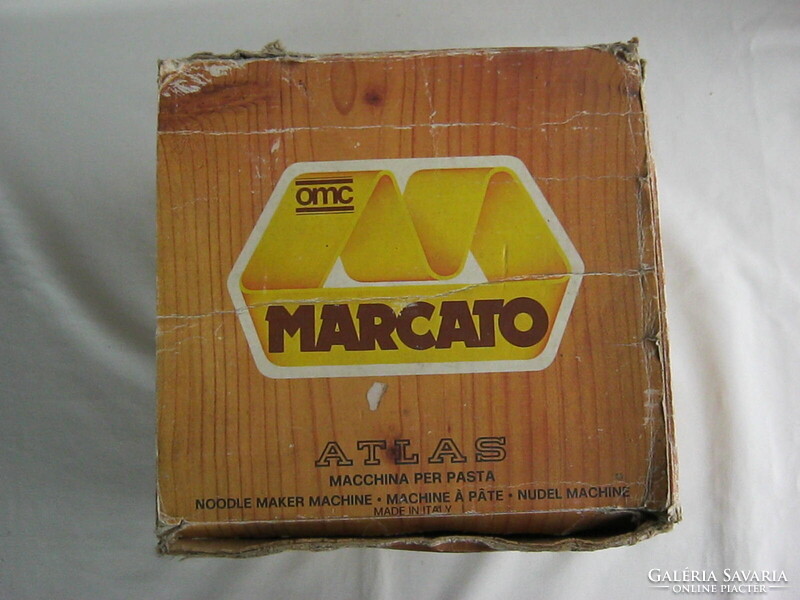 omc
MARCATO
ATLAS
MACCHINA PER PASTA
NOODLE MAKER MACHINE • MACHINE À PÂTE • NUDEL MACHINE
MADE IN ITALY
GALÉRIA SAVARIA
ONLINE PIACTÉR